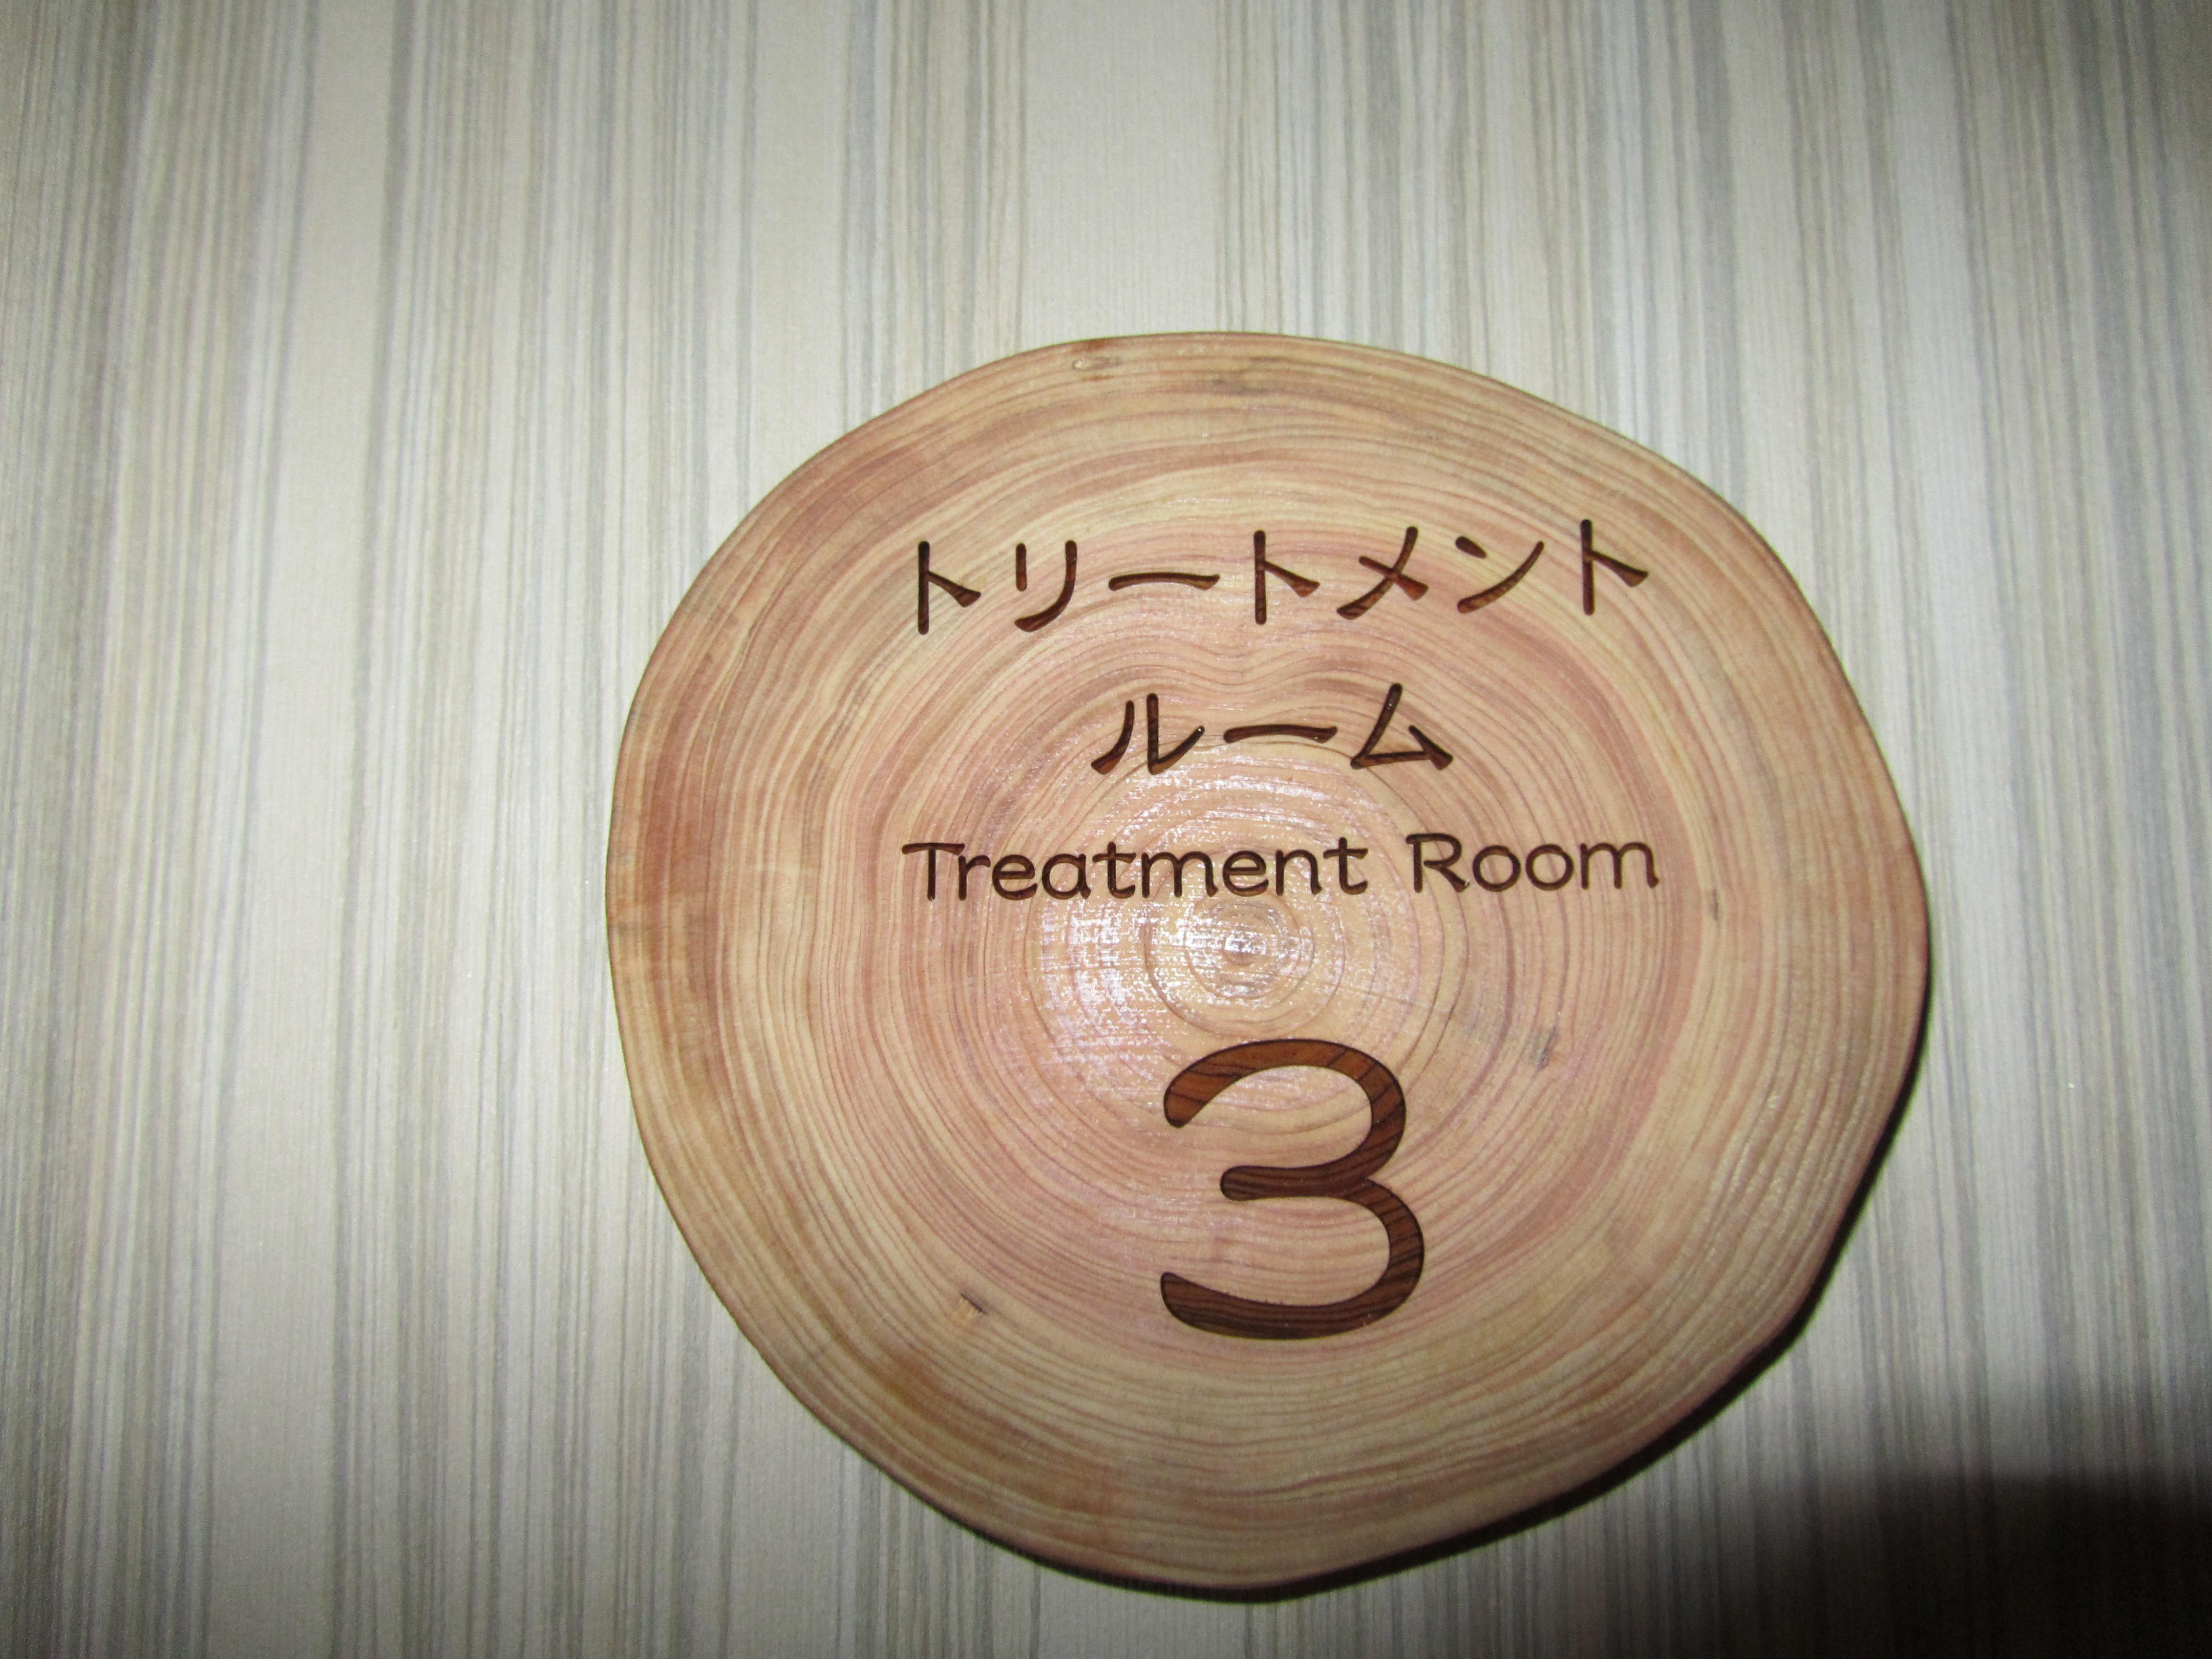 トリートメント
ルーム
Treatment Room
3